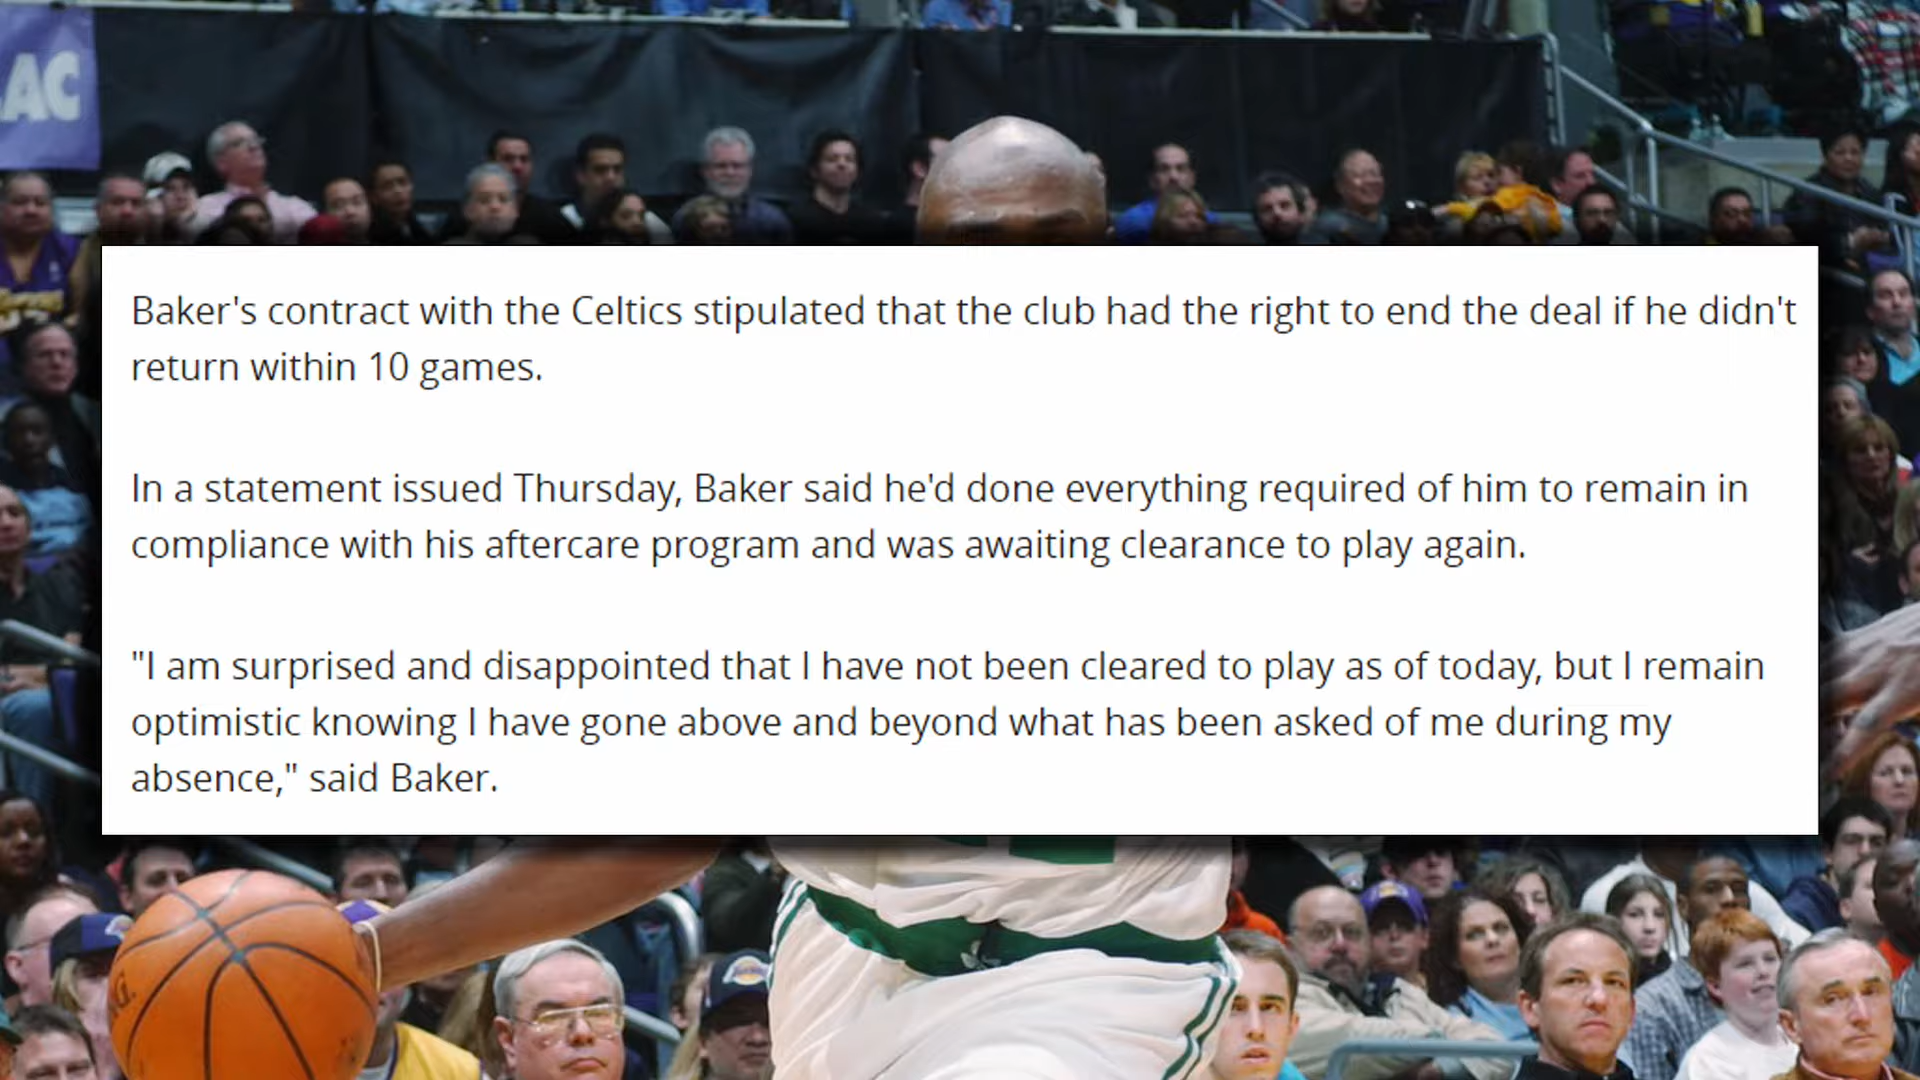 AC
Baker's contract with the Celtics stipulated that the club had the right to end the deal if he didn't
return within 10 games.
In a statement issued Thursday, Baker said he'd done everything required of him to remain in
compliance with his aftercare program and was awaiting clearance to play again.
"I am surprised and disappointed that I have not been cleared to play as of today, but I remain
optimistic knowing I have gone above and beyond what has been asked of me during my
absence," said Baker.